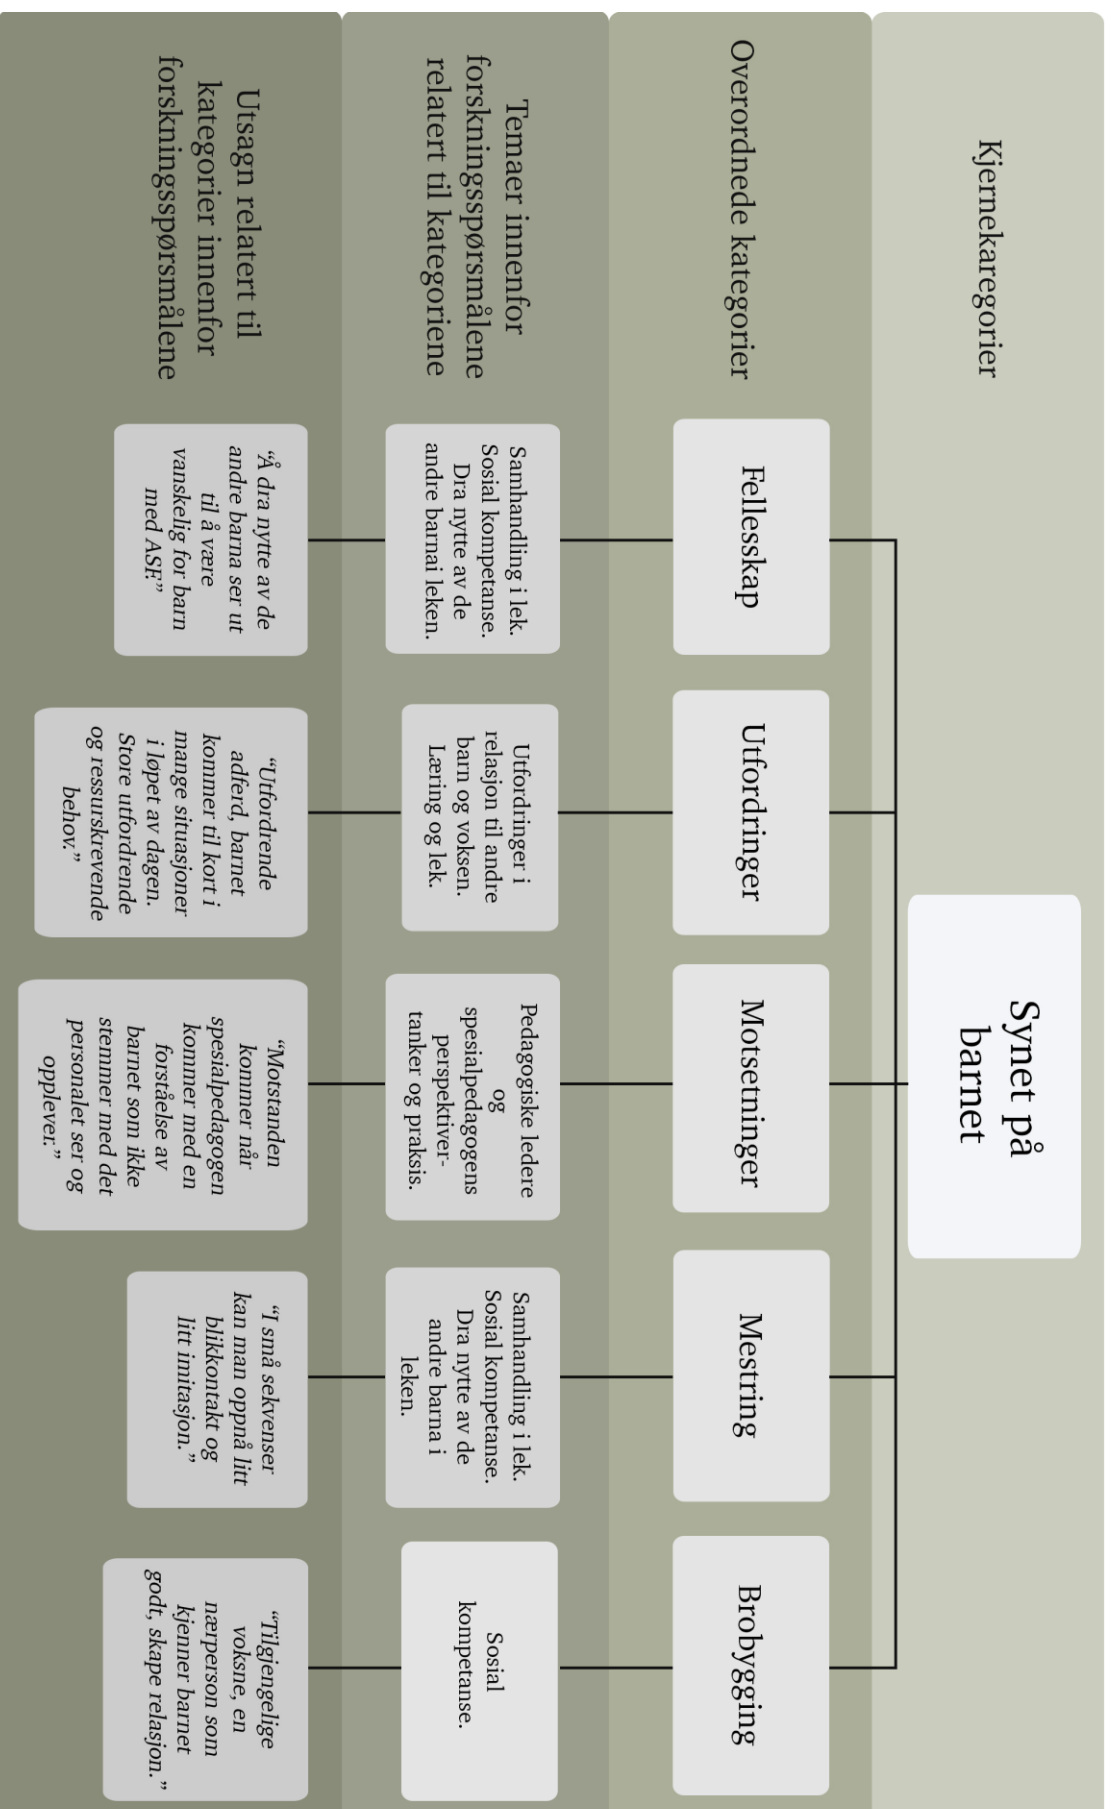 Kjernekaregorier
Synet på
barnet
Overordnede kategorier
Fellesskap
Utfordringer
Motsetninger
Mestring
Brobygging
Temaer innenfor
forskningsspørsmålene
relatert til kategoriene
Samhandling i lek.
Sosial kompetanse.
Dra nytte av de
andre barnai leken.
Utfordringer i
relasjon til andre
barn og voksen.
Læring og lek.
Pedagogiske ledere
og
spesialpedagogens
perspektiver-
tanker og praksis.
Samhandling i lek.
Sosial kompetanse.
Dra nytte av de
andre barna i
leken.
Sosial
kompetanse.
Utsagn relatert til
kategorier innenfor
forskningsspørsmålene
“Å dra nytte av de
andre barna ser ut
til å være
vanskelig for barn
med ASF.”
“Utfordrende
adferd, barnet
kommer til kort i
mange situasjoner
i løpet av dagen.
Store utfordrende
og ressurskrevende
behov.”
“Motstanden
kommer når
spesialpedagogen
kommer med en
forståelse av
barnet som ikke
stemmer med det
personalet ser og
opplever.”
“I små sekvenser
kan man oppnå litt
blikkontakt og
litt imitasjon.”
“Tilgjengelige
voksne, en
nærperson som
kjenner barnet
godt, skape relasjon.”